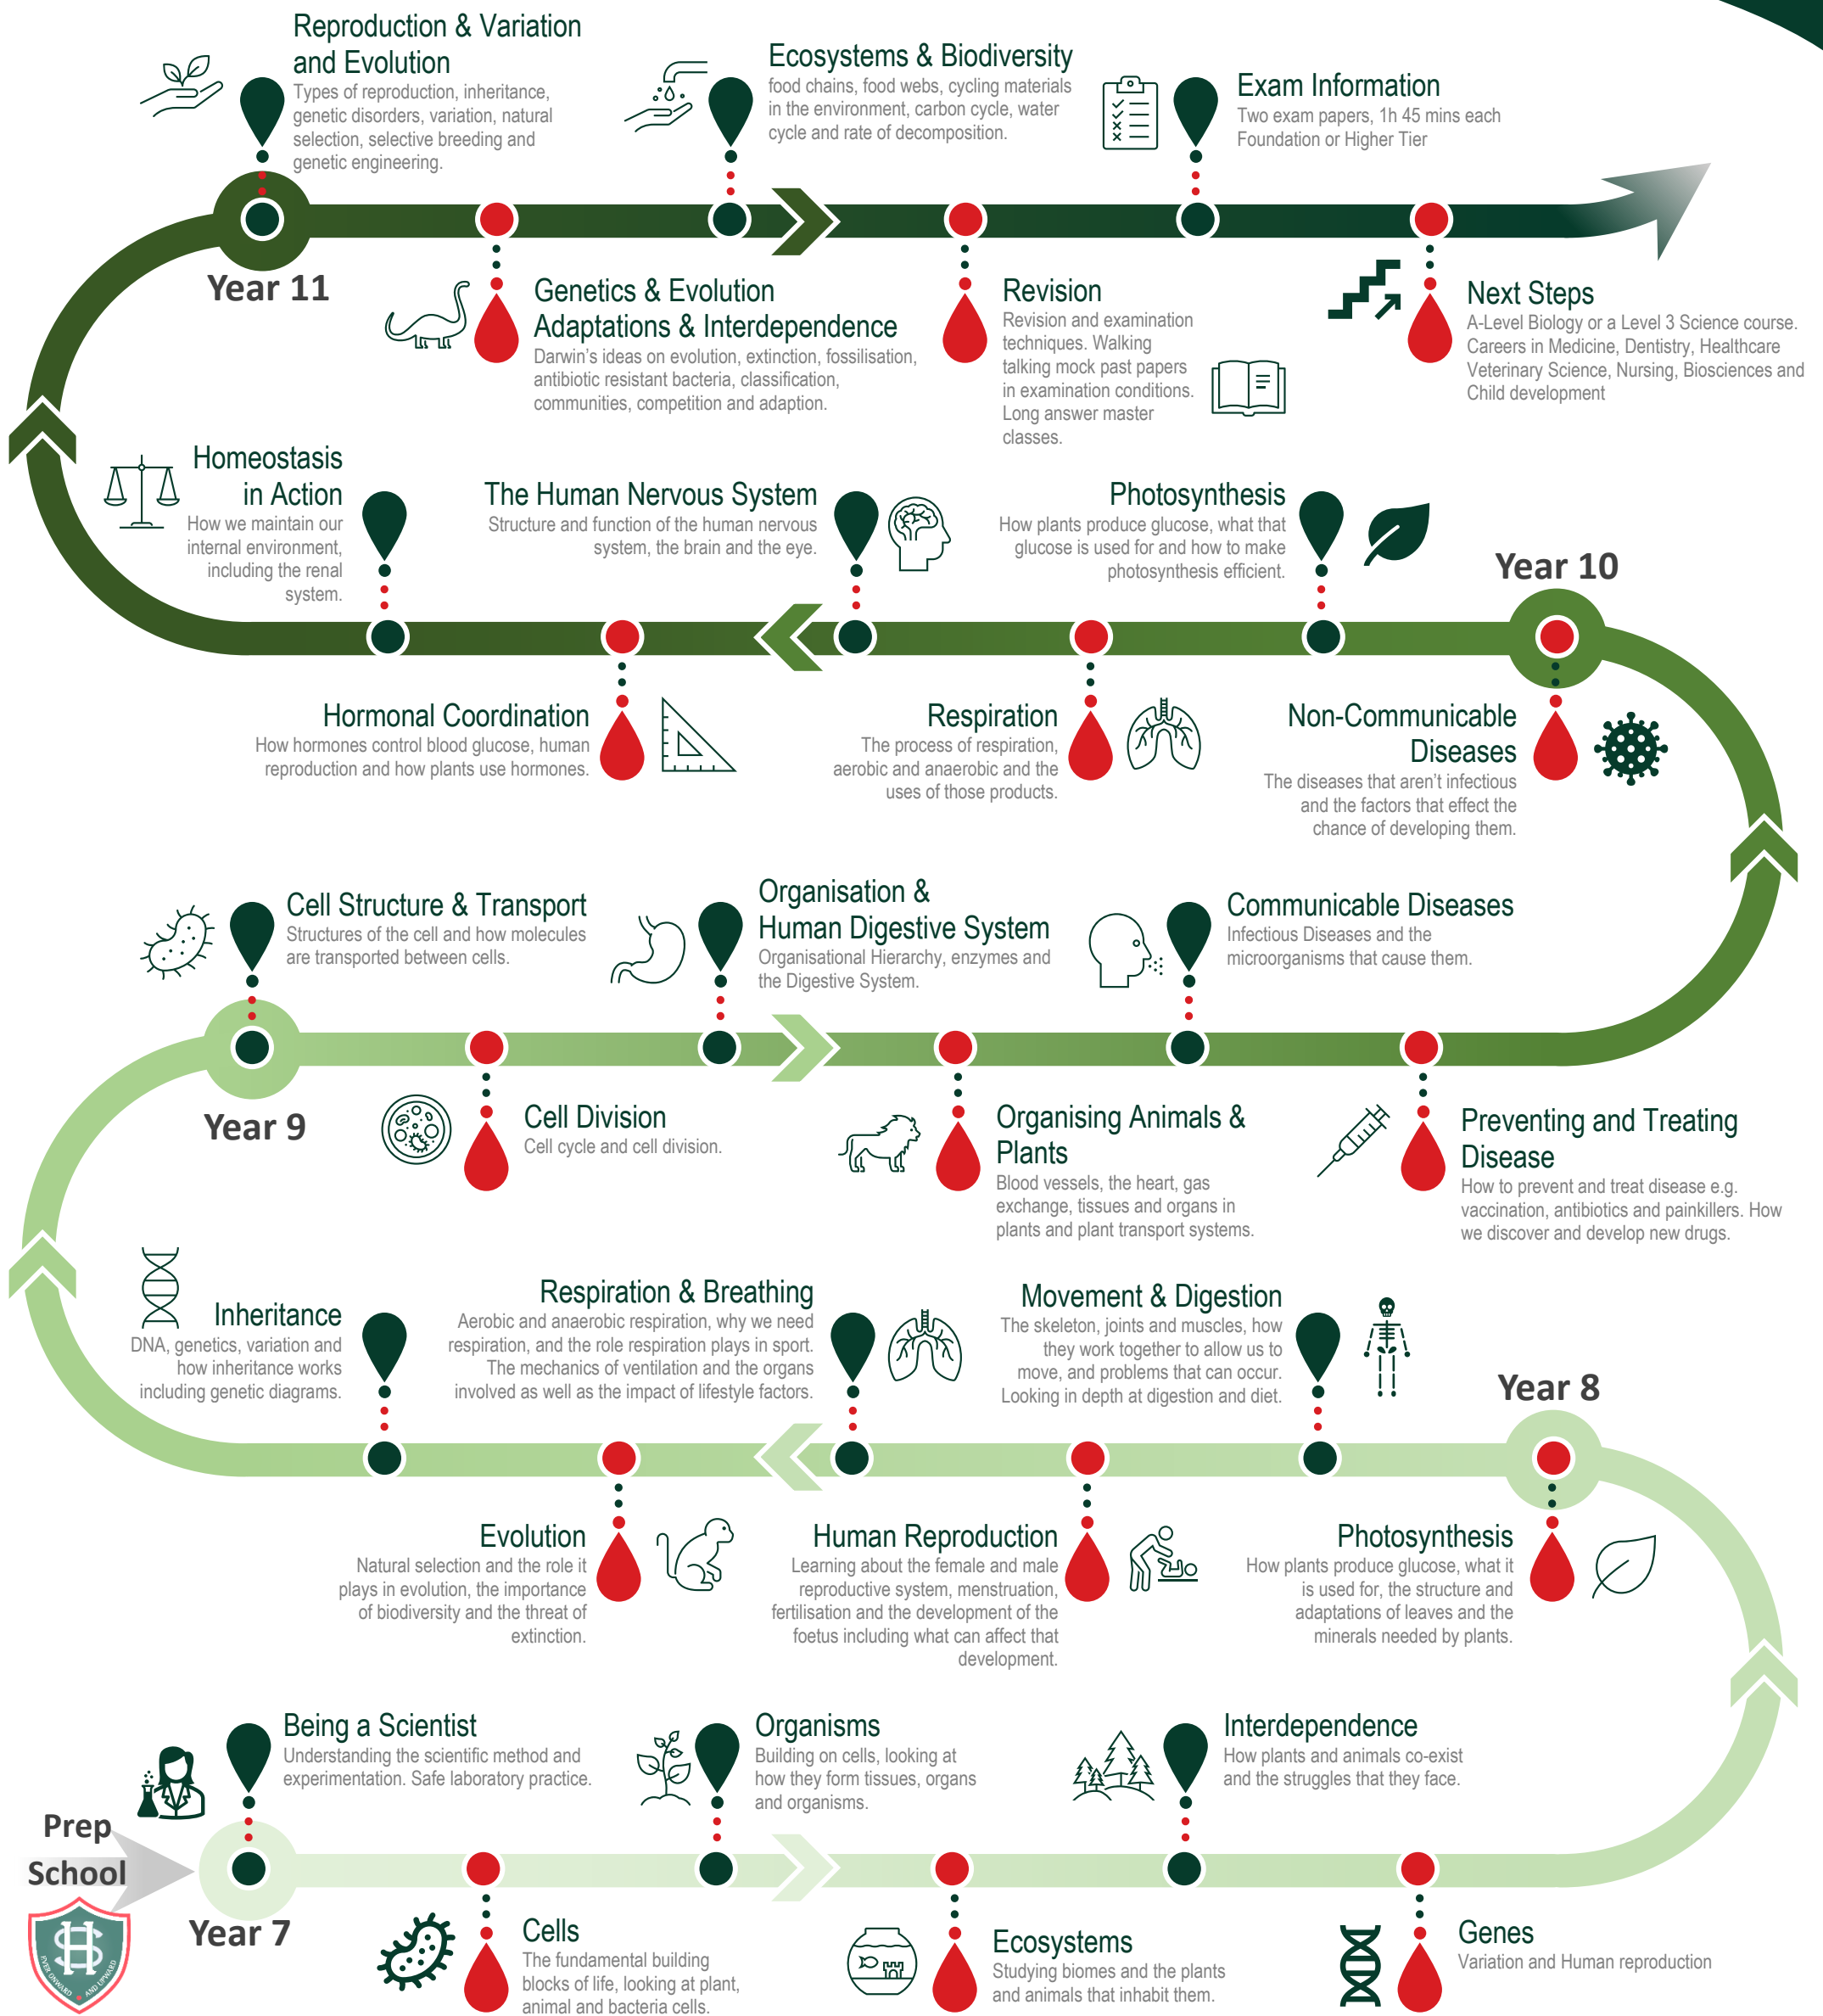 Reproduction & Variation
and Evolution
Types of reproduction, inheritance,
genetic disorders, variation, natural
selection, selective breeding and
genetic engineering.
Ecosystems & Biodiversity
food chains, food webs, cycling materials
in the environment, carbon cycle, water
cycle and rate of decomposition.
Exam Information
Two exam papers, 1h 45 mins each
Foundation or Higher Tier
Year 11
Genetics & Evolution
Adaptations & Interdependence
Darwin's ideas on evolution, extinction, fossilisation,
antibiotic resistant bacteria, classification,
communities, competition and adaption.
Revision
Revision and examination
techniques. Walking
talking mock past papers
in examination conditions.
Long answer master
classes.
Next Steps
A-Level Biology or a Level 3 Science course.
Careers in Medicine, Dentistry, Healthcare
Veterinary Science, Nursing, Biosciences and
Child development
Homeostasis
in Action
How we maintain our
internal environment,
including the renal
system.
The Human Nervous System
Structure and function of the human nervous
system, the brain and the eye.
Photosynthesis
How plants produce glucose, what that
glucose is used for and how to make
photosynthesis efficient.
Year 10
Hormonal Coordination
How hormones control blood glucose, human
reproduction and how plants use hormones.
Respiration
The process of respiration,
aerobic and anaerobic and the
uses of those products.
Non-Communicable
Diseases
The diseases that aren't infectious
and the factors that effect the
chance of developing them.
Cell Structure & Transport
Structures of the cell and how molecules
are transported between cells.
Organisation &
Human Digestive System
Organisational Hierarchy, enzymes and
the Digestive System.
Communicable Diseases
Infectious Diseases and the
microorganisms that cause them.
Year 9
Cell Division
Cell cycle and cell division.
Organising Animals &
Plants
Blood vessels, the heart, gas
exchange, tissues and organs in
plants and plant transport systems.
Preventing and Treating
Disease
How to prevent and treat disease e.g.
vaccination, antibiotics and painkillers. How
we discover and develop new drugs.
Inheritance
DNA, genetics, variation and
how inheritance works
including genetic diagrams.
Respiration & Breathing
Aerobic and anaerobic respiration, why we need
respiration, and the role respiration plays in sport.
The mechanics of ventilation and the organs
involved as well as the impact of lifestyle factors.
Movement & Digestion
The skeleton, joints and muscles, how
they work together to allow us to
move, and problems that can occur.
Looking in depth at digestion and diet.
Year 8
Evolution
Natural selection and the role it
plays in evolution, the importance
of biodiversity and the threat of
extinction.
Human Reproduction
Learning about the female and male
reproductive system, menstruation,
fertilisation and the development of the
foetus including what can affect that
development.
Photosynthesis
How plants produce glucose, what it
is used for, the structure and
adaptations of leaves and the
minerals needed by plants.
Being a Scientist
Understanding the scientific method and
experimentation. Safe laboratory practice.
Organisms
Building on cells, looking at
how they form tissues, organs
and organisms.
Interdependence
How plants and animals co-exist
and the struggles that they face.
Prep
School
EVER ONWARD AND UPWARD
Year 7
Cells
The fundamental building
blocks of life, looking at plant,
animal and bacteria cells.
Ecosystems
Studying biomes and the plants
and animals that inhabit them.
Genes
Variation and Human reproduction